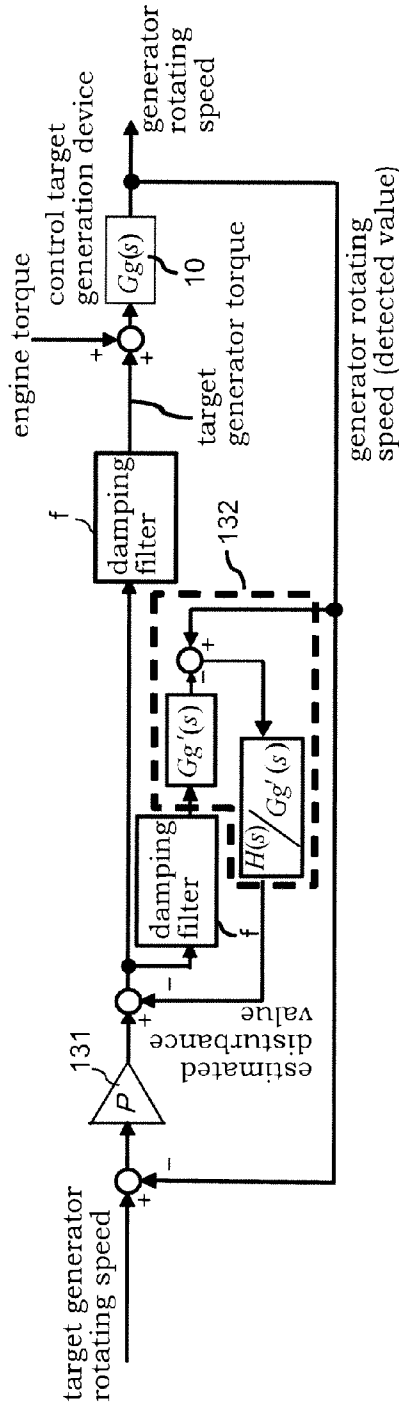 target generator
rotating speed
+
−
P
131
+
−
estimated
disturbance
value
damping
filter
f
Gg′(s)
H(s)/Gg′(s)
−
+
132
damping
filter
f
target
generator torque
engine torque
+
+
control target
generation device
Gg(s)
10
generator
rotating
speed
generator rotating
speed (detected value)